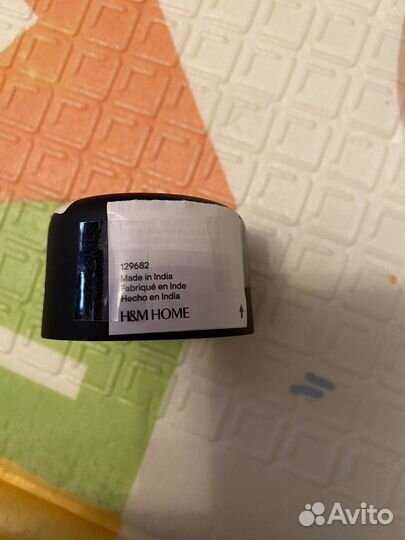 129682
Made in India
Fabriqué en Inde
Hecho en India
H&M HOME
Avito